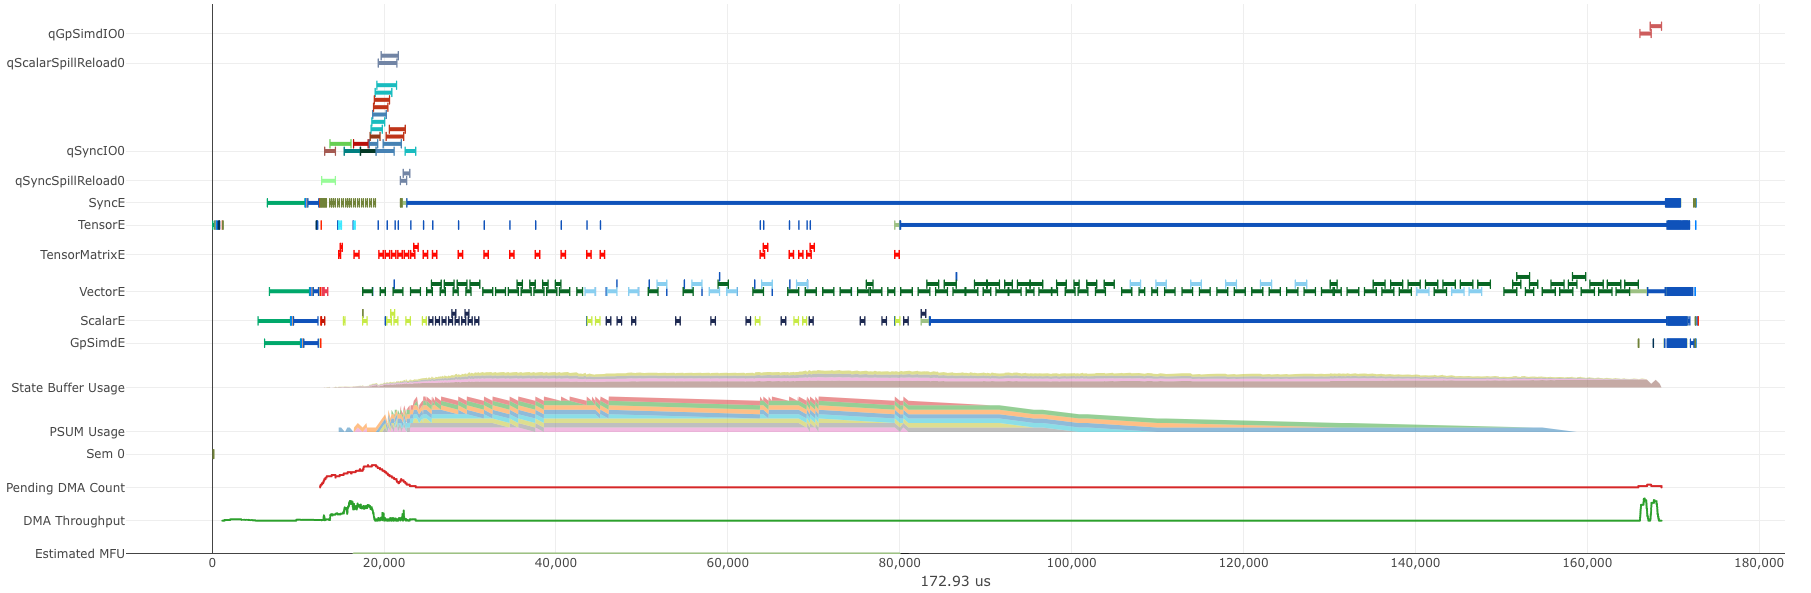 qGpSimdIO0
qScalarSpillReload0
qSyncIO0
qSyncSpillReload0
SyncE
TensorE
TensorMatrixE
VectorE
ScalarE
GpSimdE
State Buffer Usage
PSUM Usage
Sem 0
Pending DMA Count
DMA Throughput
Estimated MFU
0 20,000 40,000 60,000 80,000 100,000 120,000 140,000 160,000 180,000
172.93 us